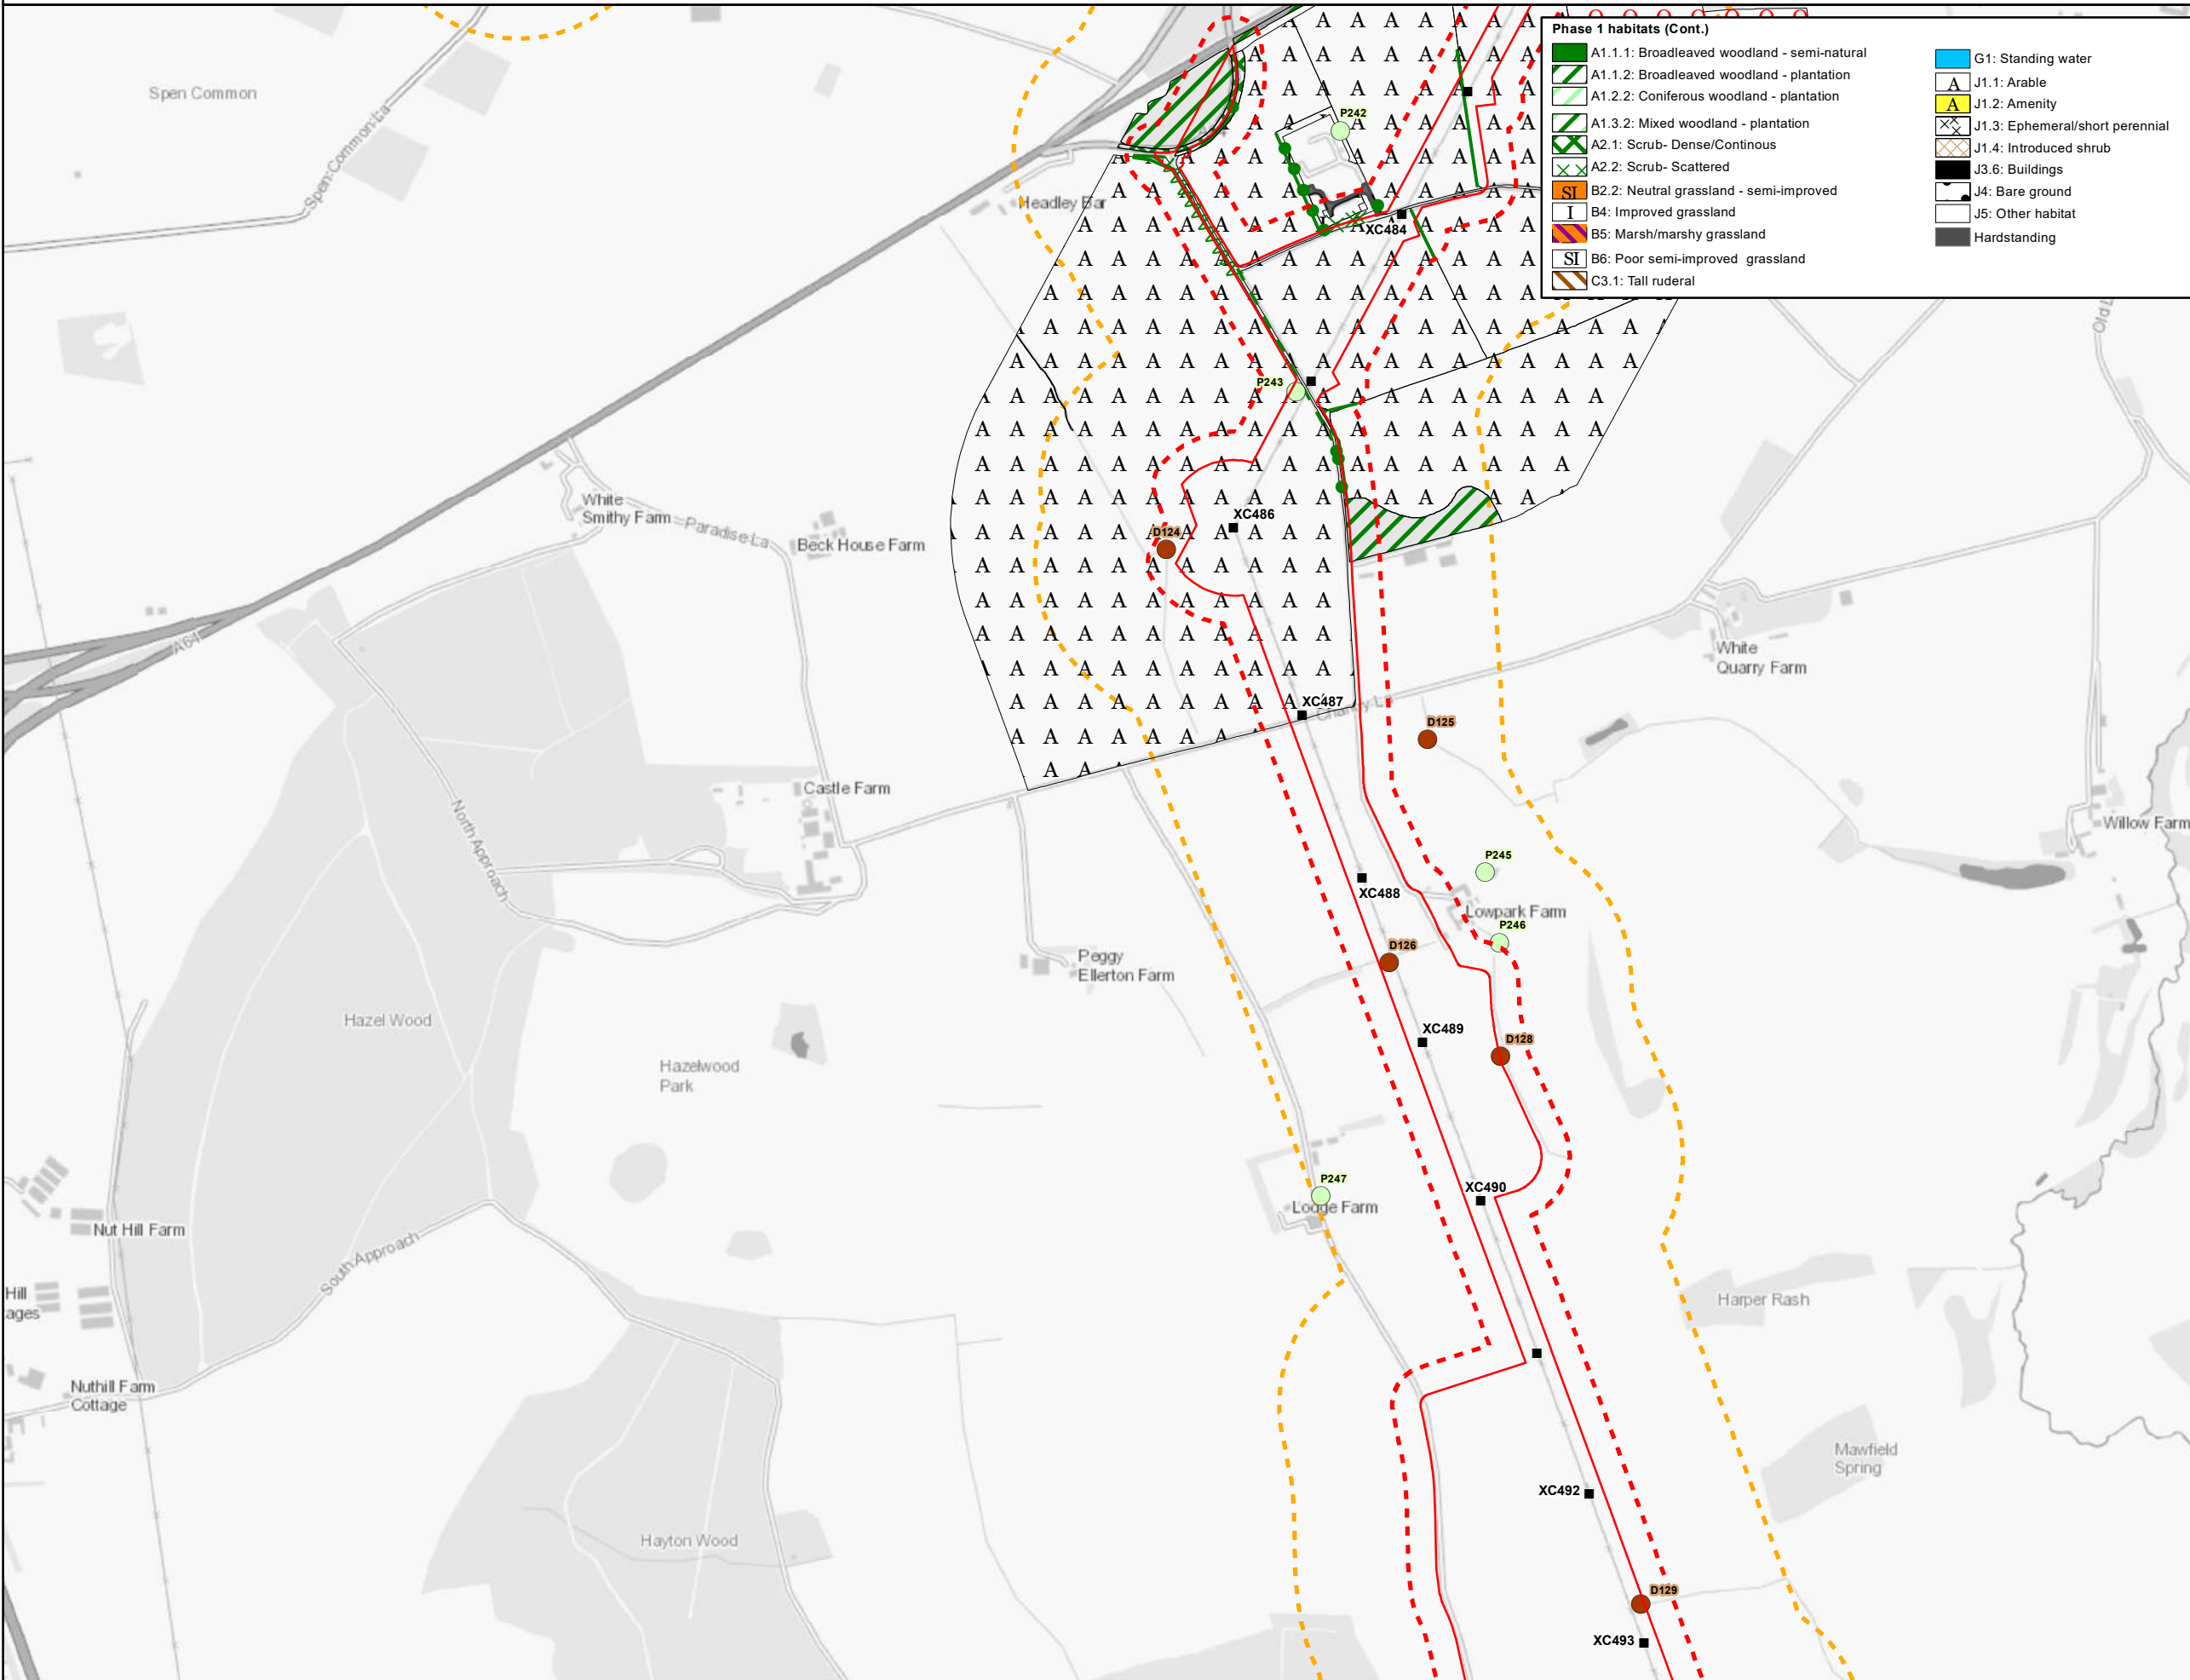 Phase 1 habitats (Cont.)
A1.1.1: Broadleaved woodland - semi-natural
A1.1.2: Broadleaved woodland - plantation
A1.2.2: Coniferous woodland - plantation
A1.3.2: Mixed woodland - plantation
A2.1: Scrub- Dense/Continous
A2.2: Scrub- Scattered
SI B2.2: Neutral grassland - semi-improved
I B4: Improved grassland
B5: Marsh/marshy grassland
SI B6: Poor semi-improved grassland
C3.1: Tall ruderal
G1: Standing water
A J1.1: Arable
A J1.2: Amenity
J1.3: Ephemeral/short perennial
J1.4: Introduced shrub
J3.6: Buildings
J4: Bare ground
J5: Other habitat
Hardstanding
Spen Common
Spen Common La
P242
Headley Bar
XC484
P243
White
Smithy Farm
Paradise La
Beck House Farm
XC486
D124
A64
White
Quarry Farm
XC487
Chantry La
D125
Castle Farm
North Approach
Willow Farm
P245
XC488
Lowpark Farm
P246
D126
Peggy
Ellerton Farm
Hazel Wood
XC489
D128
Hazelwood
Park
P247
XC490
Lodge Farm
Nut Hill Farm
South Approach
Hill
ages
Harper Rash
Nuthill Farm
Cottage
Mawfield
Spring
XC492
Hayton Wood
D129
XC493